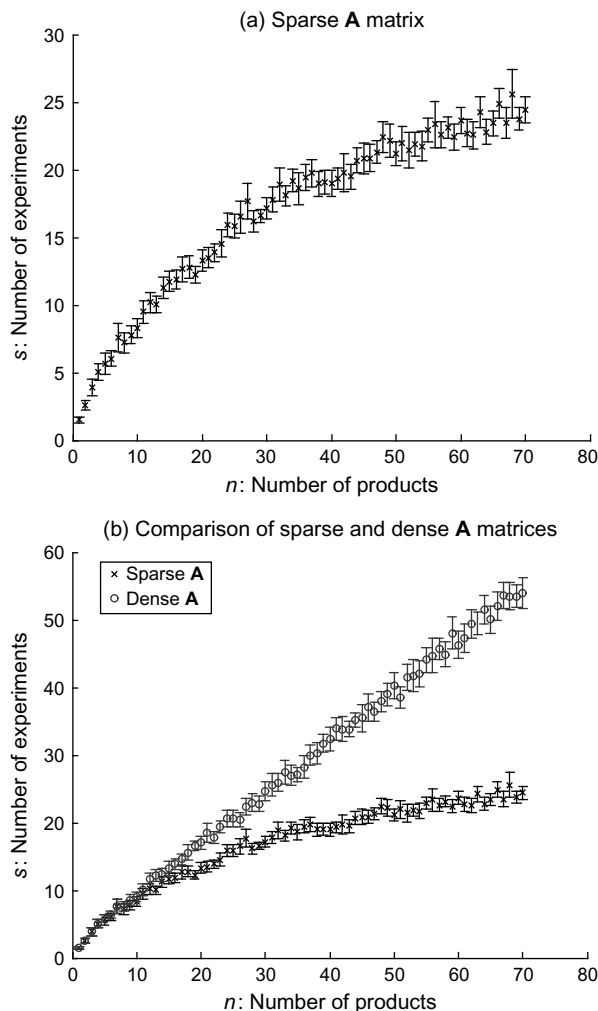 (a) Sparse A matrix
30
25
20
15
10
5
0
s: Number of experiments
0 10 20 30 40 50 60 70 80
n: Number of products
(b) Comparison of sparse and dense A matrices
60
50
40
30
20
10
0
s: Number of experiments
Sparse A
Dense A
0 10 20 30 40 50 60 70 80
n: Number of products